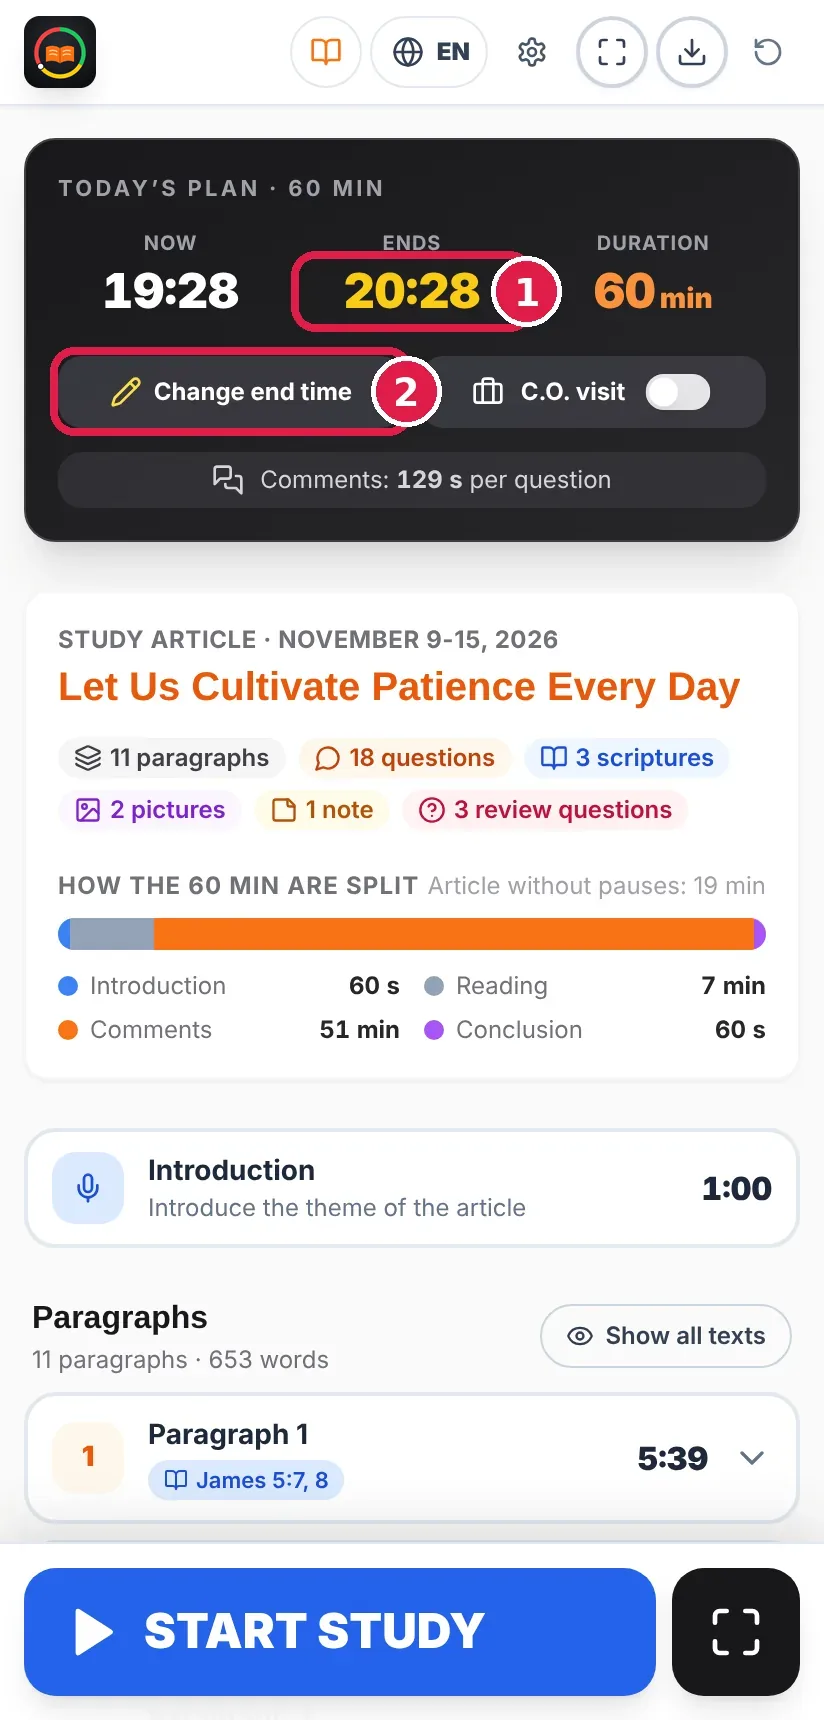 EN
TODAY'S PLAN · 60 MIN
NOW ENDS DURATION
19:28 20:28 1 60 min
Change end time 2 C.O. visit
Comments: 129 s per question
STUDY ARTICLE · NOVEMBER 9-15, 2026
Let Us Cultivate Patience Every Day
11 paragraphs 18 questions 3 scriptures
2 pictures 1 note 3 review questions
HOW THE 60 MIN ARE SPLIT Article without pauses: 19 min
Introduction 60 s Reading 7 min
Comments 51 min Conclusion 60 s
Introduction
Introduce the theme of the article
1:00
Paragraphs
11 paragraphs · 653 words
Show all texts
1 Paragraph 1
James 5:7, 8
5:39
START STUDY